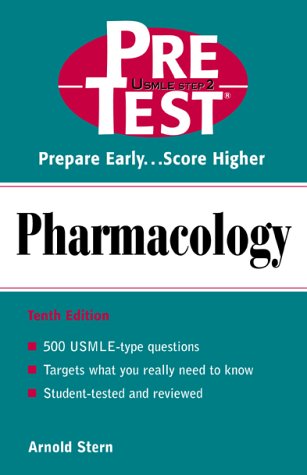 PRE
USMLE STEP 2
TEST®
Prepare Early...Score Higher
Pharmacology
Tenth Edition
■ 500 USMLE-type questions
■ Targets what you really need to know
■ Student-tested and reviewed
Arnold Stern